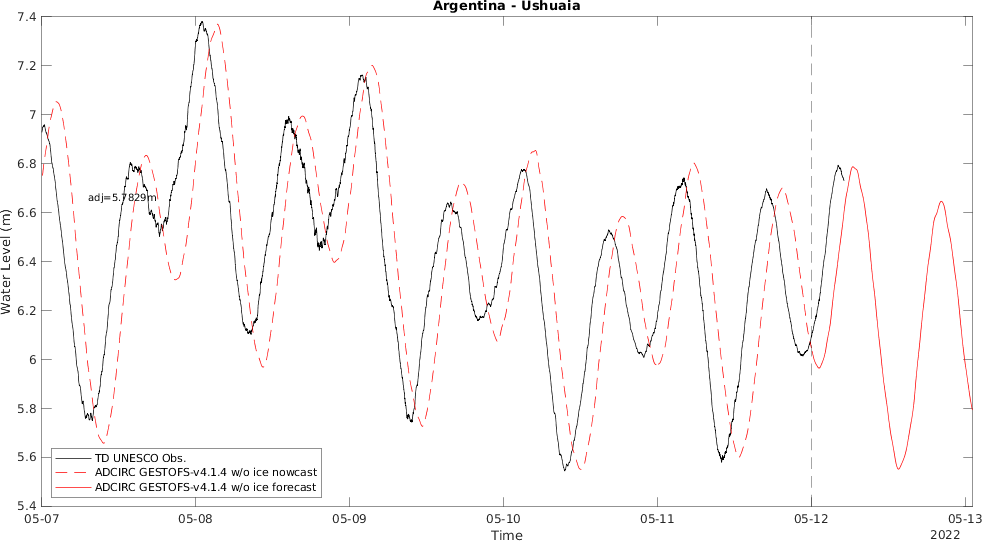 Argentina - Ushuaia
7.4
7.2
7
6.8
6.6
6.4
6.2
6
5.8
5.6
5.4
Water Level (m)
adj=5.7829m
TD UNESCO Obs.
ADCIRC GESTOFS-v4.1.4 w/o ice nowcast
ADCIRC GESTOFS-v4.1.4 w/o ice forecast
05-07 05-08 05-09 05-10 05-11 05-12 05-13
Time
2022